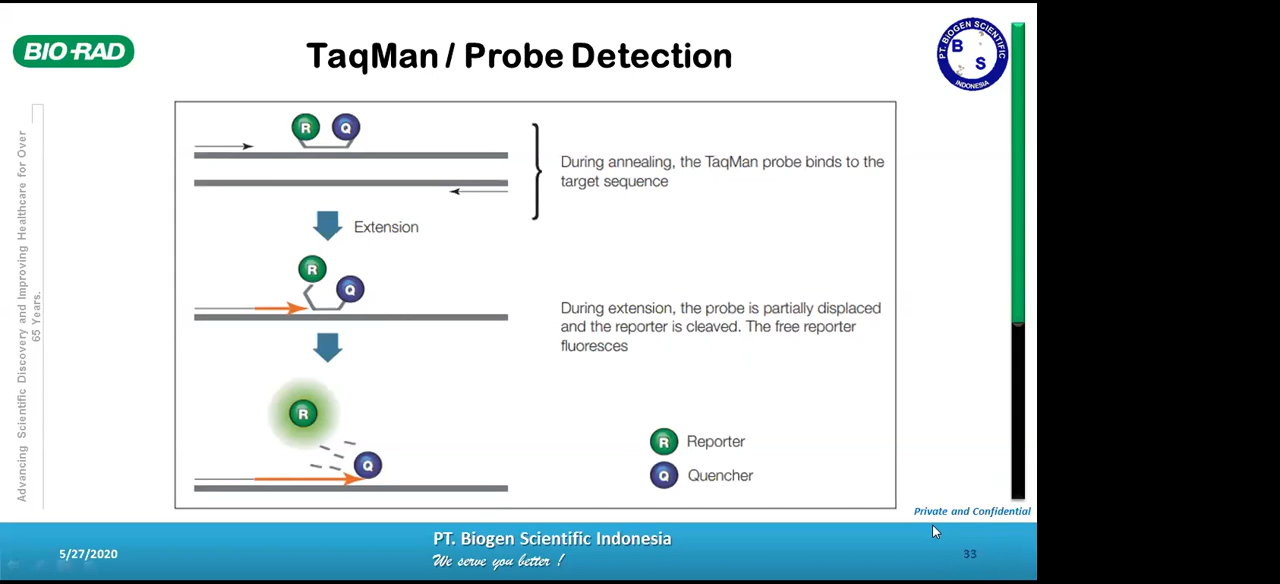 BIO-RAD
TaqMan / Probe Detection
PT. BIOGEN SCIENTIFIC
B
S
INDONESIA
Advancing Scientific Discovery and Improving Healthcare for Over
65 Years.
R
Q
During annealing, the TaqMan probe binds to the
target sequence
Extension
R
Q
During extension, the probe is partially displaced
and the reporter is cleaved. The free reporter
fluoresces
R
Q
R Reporter
Q Quencher
Private and Confidential
5/27/2020
PT. Biogen Scientific Indonesia
We serve you better !
33